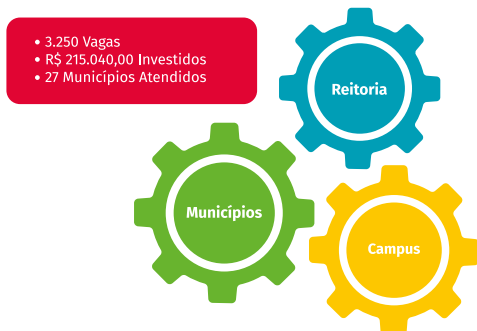 • 3.250 Vagas
• R$ 215.040,00 Investidos
• 27 Municípios Atendidos
Reitoria
Municípios
Campus